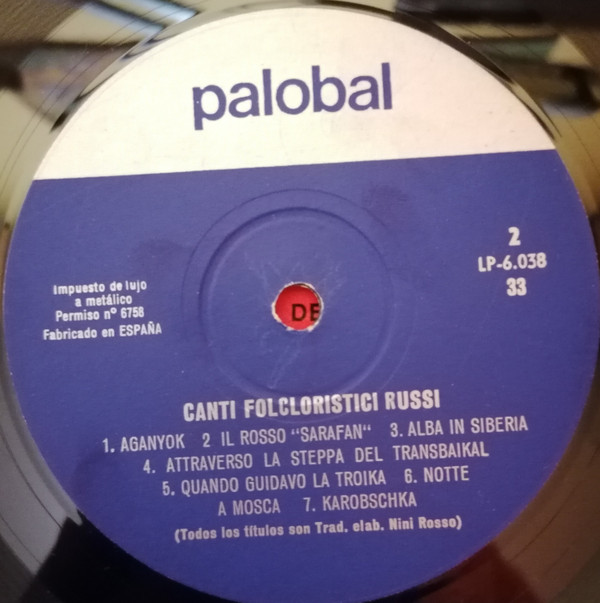 palobal
2
LP-6.038
33
Impuesto de lujo
a metálico
Permiso nº 6758
Fabricado en ESPAÑA
DE
CANTI FOLCLORISTICI RUSSI
1. AGANYOK 2 IL ROSSO "SARAFAN" 3. ALBA IN SIBERIA
4. ATTRAVERSO LA STEPPA DEL TRANSBAIKAL
5. QUANDO GUIDAVO LA TROIKA 6. NOTTE
A MOSCA 7. KAROBSCHKA
(Todos los títulos son Trad. elab. Nini Rosso)